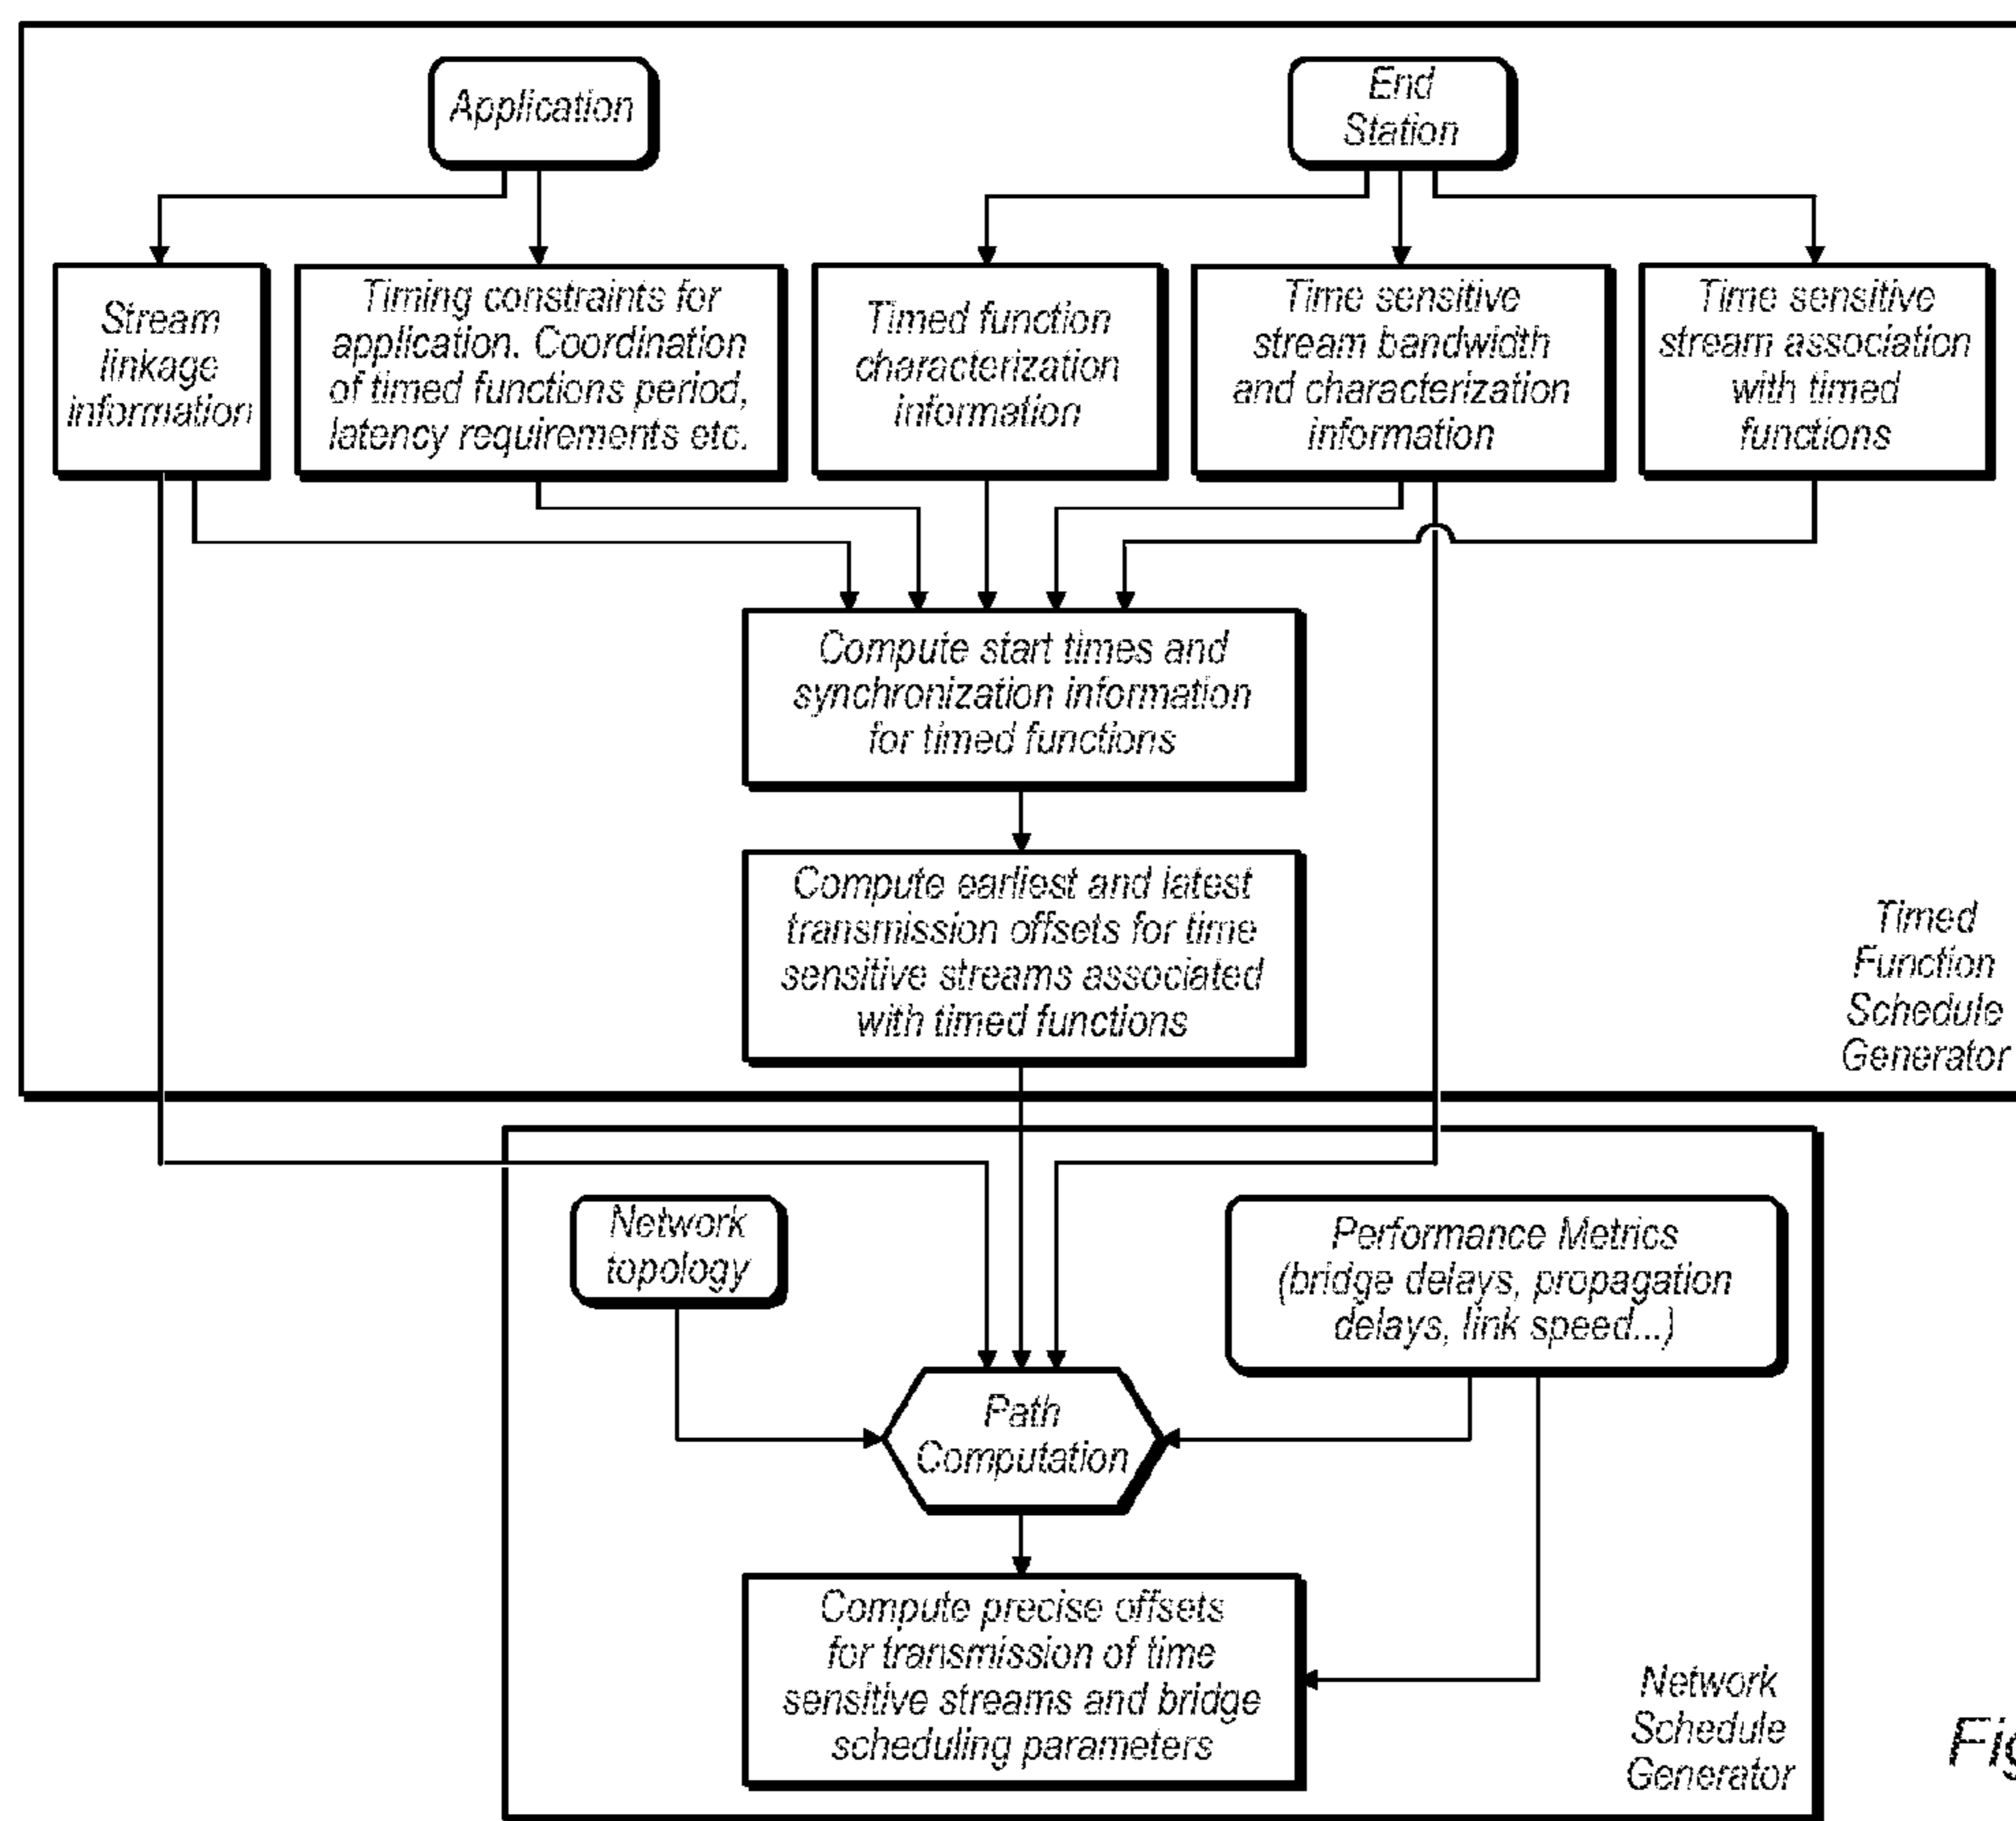 Application
End
Station
Stream
linkage
information
Timing constraints for
application. Coordination
of timed functions period,
latency requirements etc.
Timed function
characterization
information
Time sensitive
stream bandwidth
and characterization
information
Time sensitive
stream association
with timed
functions
Compute start times and
synchronization information
for timed functions
Compute earliest and latest
transmission offsets for time
sensitive streams associated
with timed functions
Timed
Function
Schedule
Generator
Network
topology
Performance Metrics
(bridge delays, propagation
delays, link speed...)
Path
Computation
Compute precise offsets
for transmission of time
sensitive streams and bridge
scheduling parameters
Network
Schedule
Generator